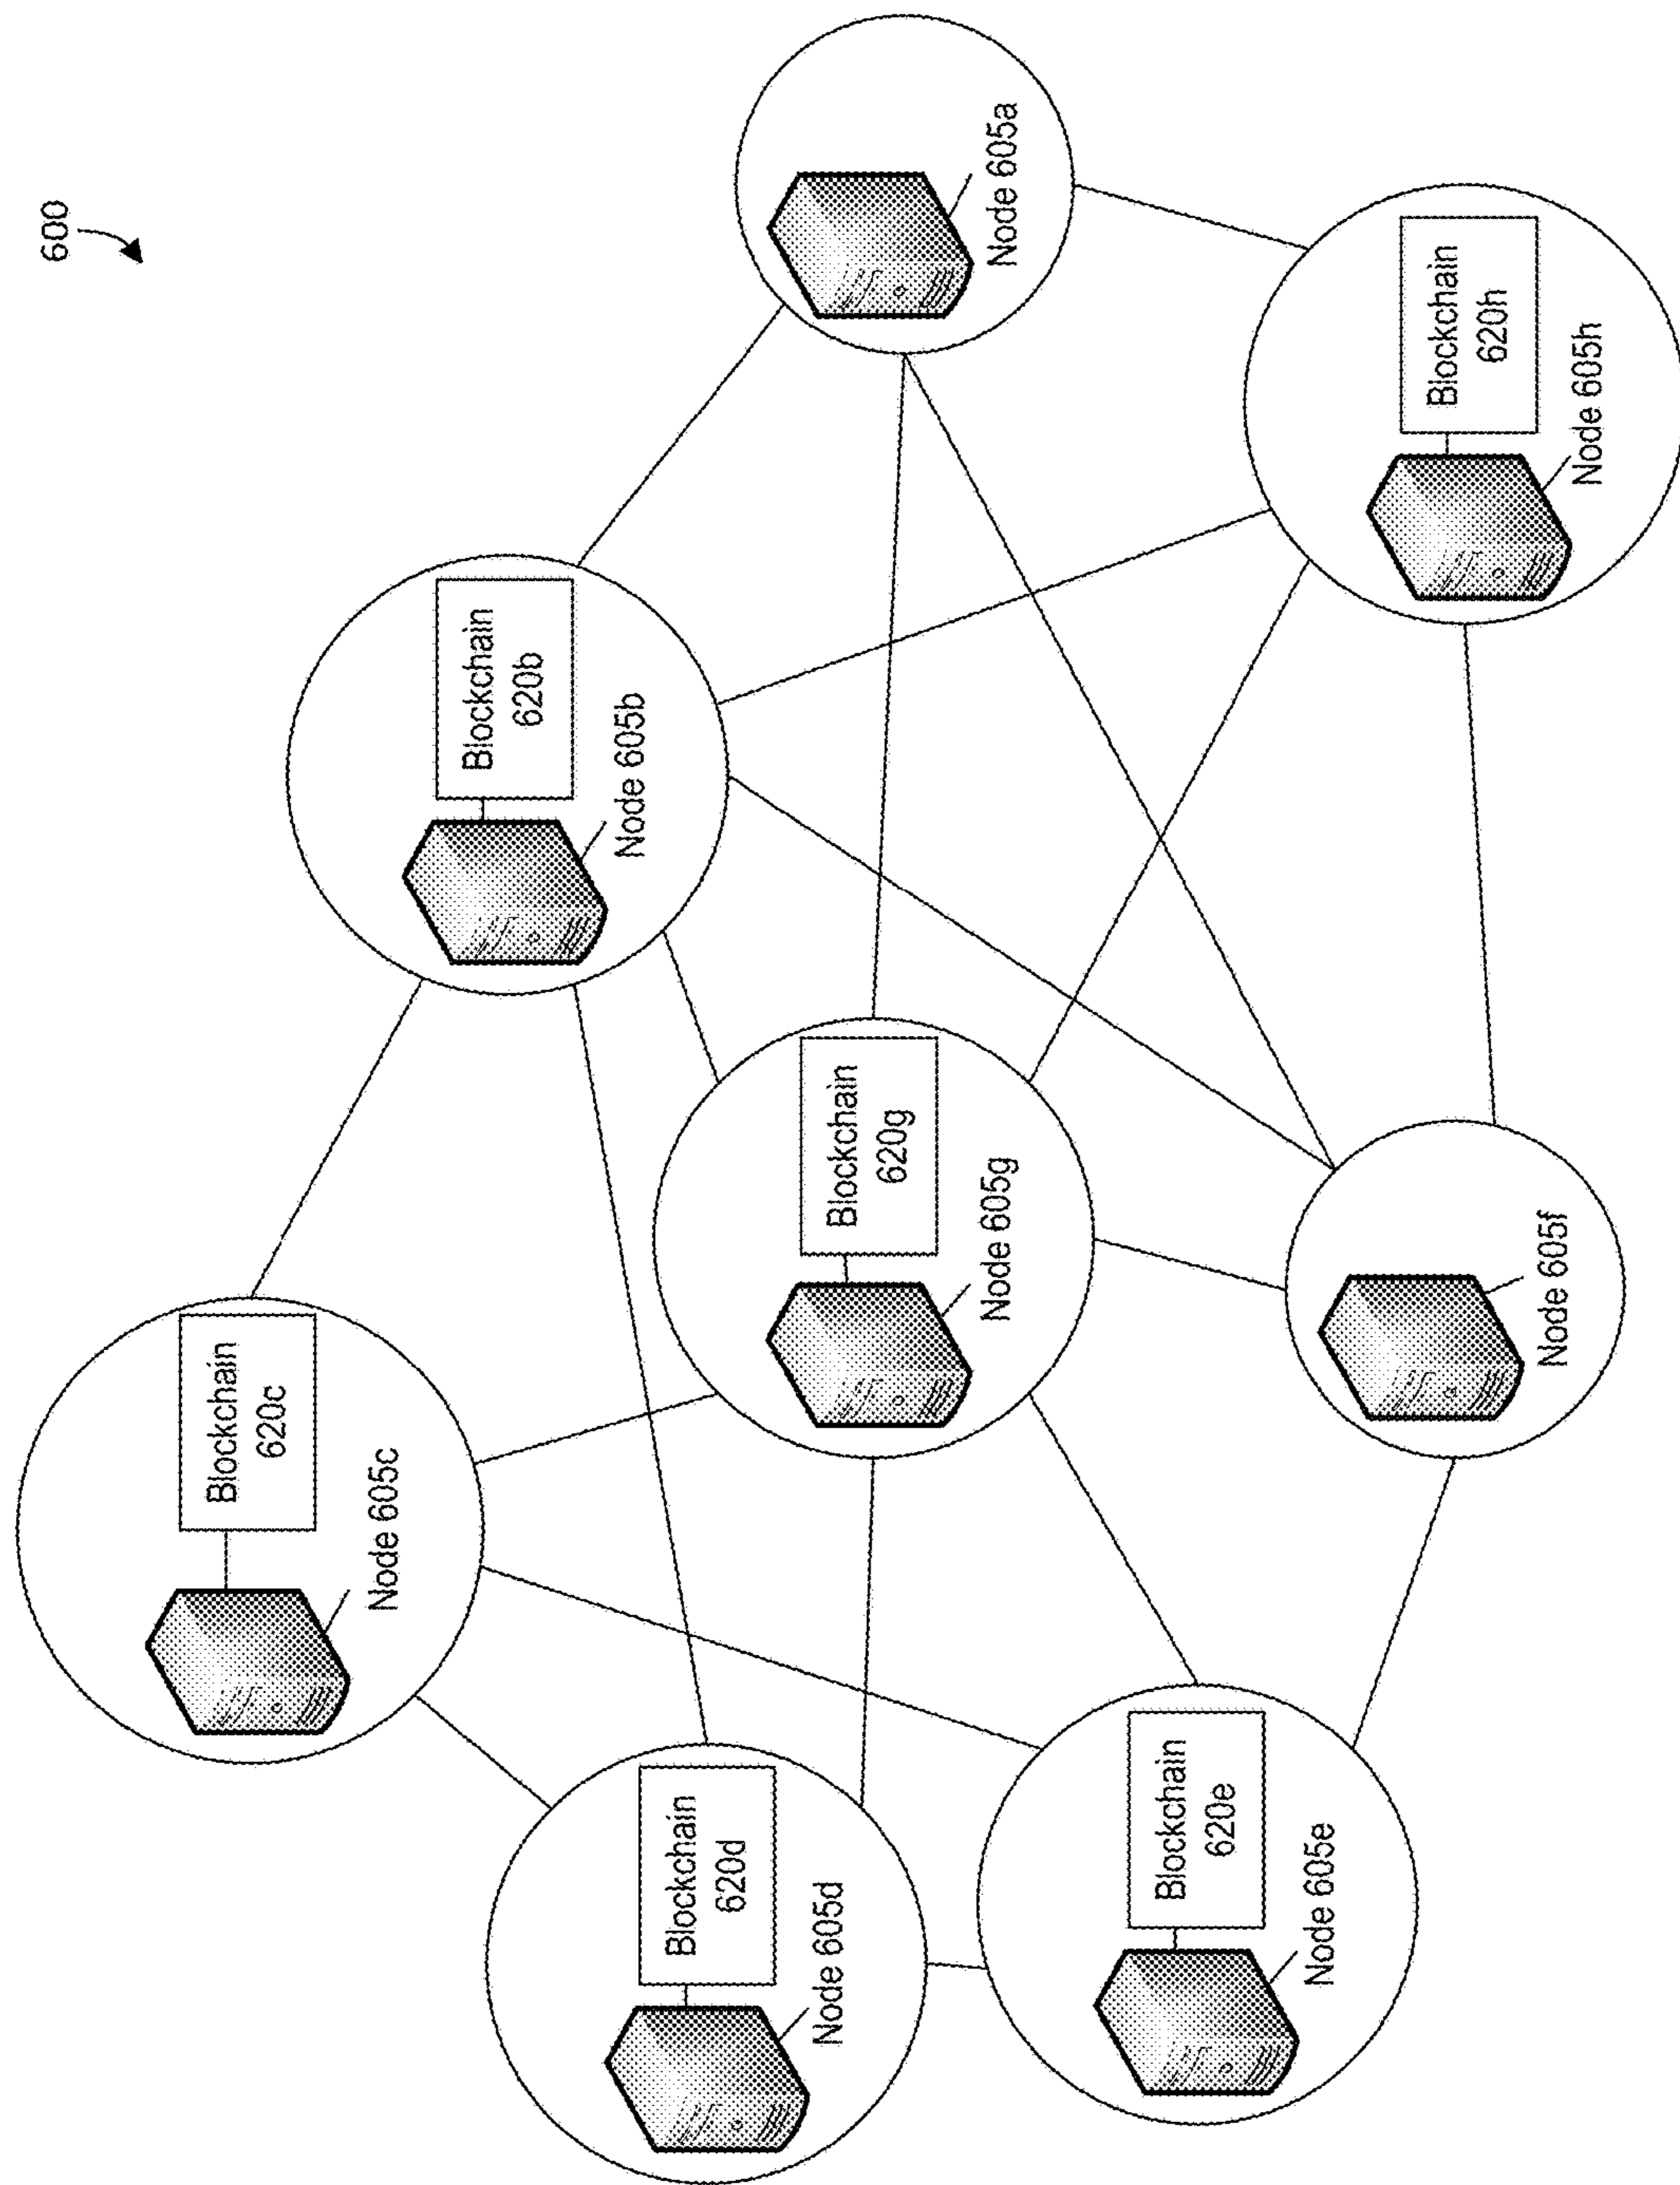 600
Blockchain
620c
Node 605c
Blockchain
620b
Node 605b
Blockchain
620d
Node 605d
Blockchain
620g
Node 605g
Node 605a
Blockchain
620e
Node 605e
Blockchain
620h
Node 605h
Node 605f